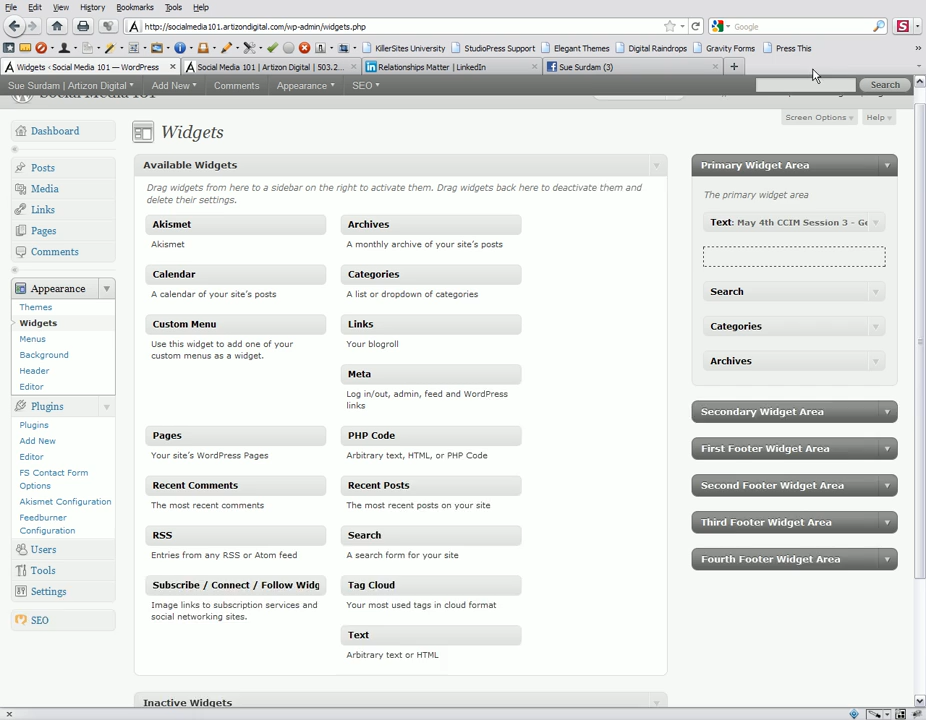 File Edit View History Bookmarks Tools Help
http://socialmedia101.artizondigital.com/wp-admin/widgets.php
Google
KillerSites University StudioPress Support Elegant Themes Digital Raindrops Gravity Forms Press This
Widgets ‹ Social Media 101 — WordPress
Social Media 101 | Artizon Digital | 503.2...
Relationships Matter | LinkedIn
Sue Surdam (3)
Sue Surdam | Artizon Digital Add New Comments Appearance SEO Search
Social Media 101
Screen Options Help
Widgets
Dashboard
Posts
Media
Links
Pages
Comments
Appearance
Themes
Widgets
Menus
Background
Header
Editor
Plugins
Plugins
Add New
Editor
FS Contact Form
Options
Akismet Configuration
Feedburner
Configuration
Users
Tools
Settings
SEO
Available Widgets
Drag widgets from here to a sidebar on the right to activate them. Drag widgets back here to deactivate them and
delete their settings.
Akismet
Akismet
Archives
A monthly archive of your site's posts
Calendar
A calendar of your site's posts
Categories
A list or dropdown of categories
Custom Menu
Use this widget to add one of your
custom menus as a widget.
Links
Your blogroll
Meta
Log in/out, admin, feed and WordPress
links
Pages
Your site's WordPress Pages
PHP Code
Arbitrary text, HTML, or PHP Code
Recent Comments
The most recent comments
Recent Posts
The most recent posts on your site
RSS
Entries from any RSS or Atom feed
Search
A search form for your site
Subscribe / Connect / Follow Widg
Image links to subscription services and
social networking sites.
Tag Cloud
Your most used tags in cloud format
Text
Arbitrary text or HTML
Inactive Widgets
Primary Widget Area
The primary widget area
Text: May 4th CCIM Session 3 - Ge
Search
Categories
Archives
Secondary Widget Area
First Footer Widget Area
Second Footer Widget Area
Third Footer Widget Area
Fourth Footer Widget Area